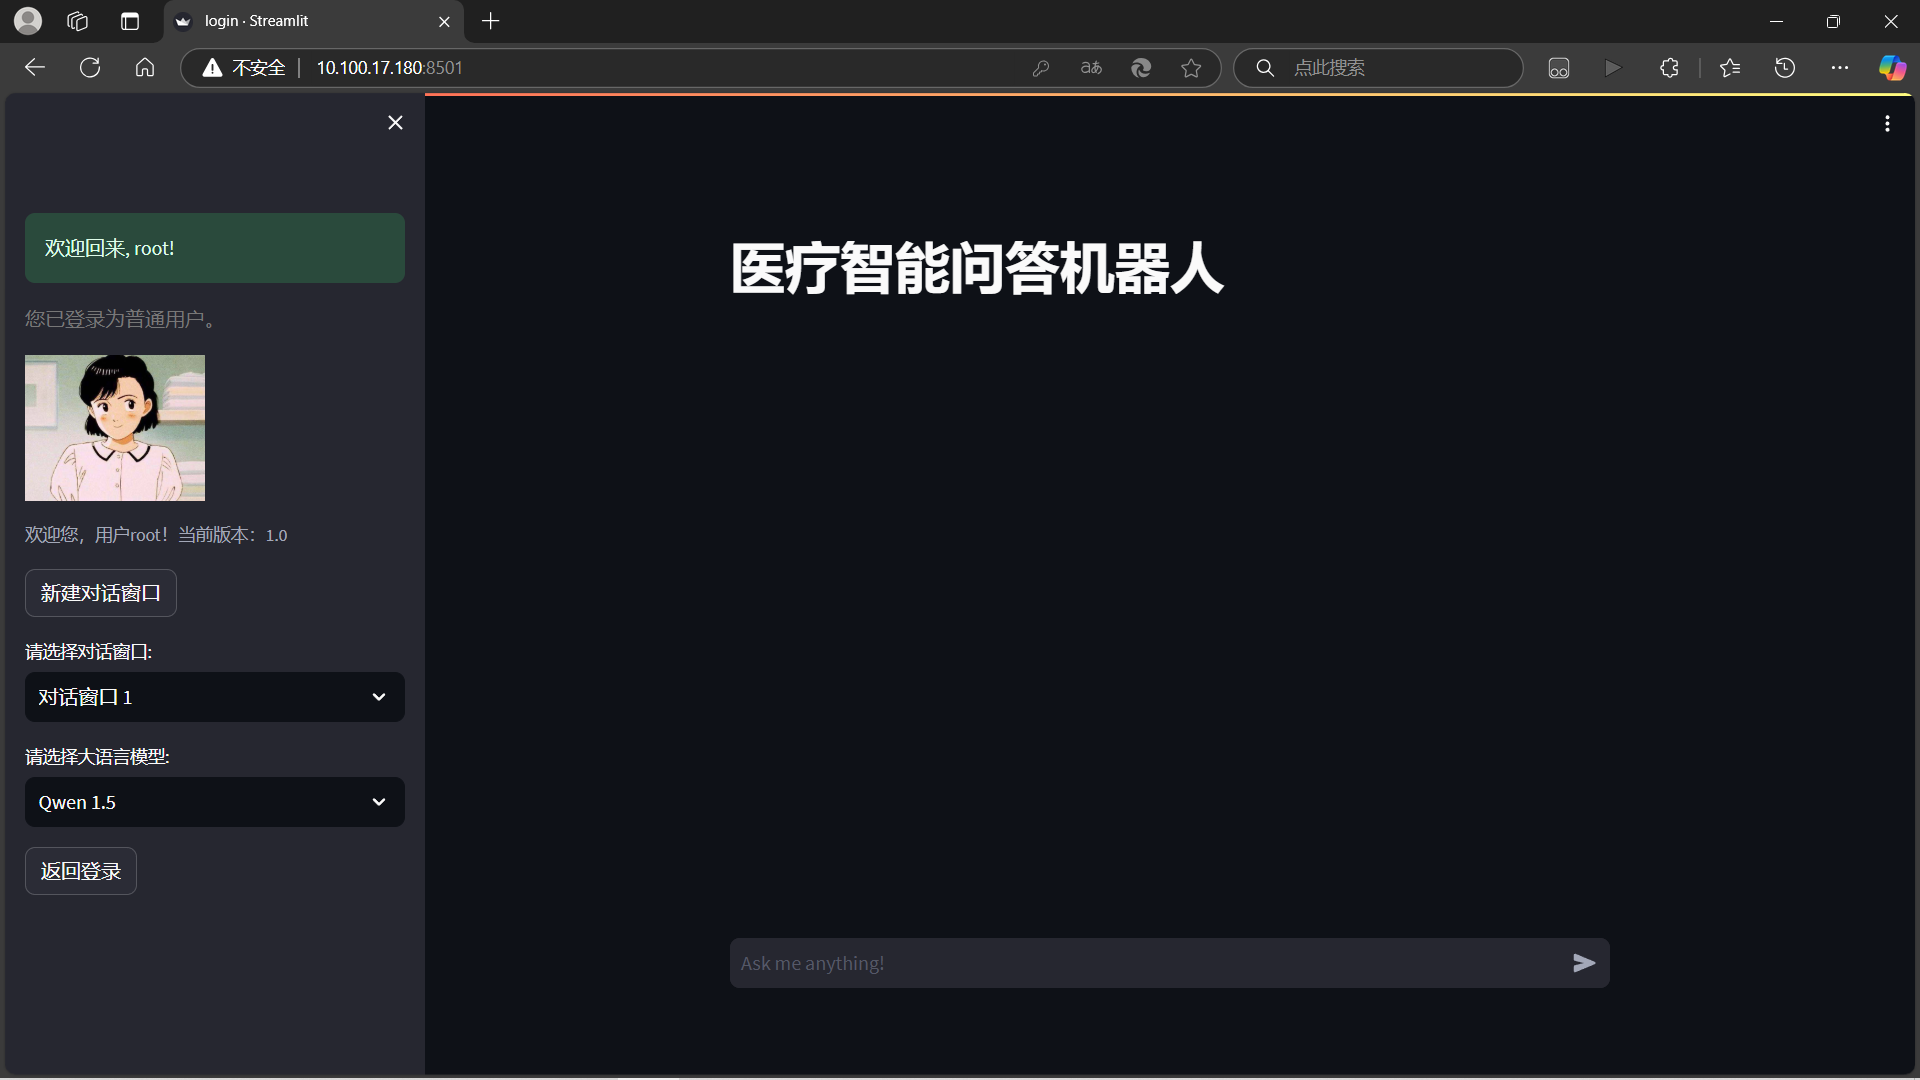 login · Streamlit
不安全
10.100.17.180:8501
aあ
点此搜索
欢迎回来, root!
您已登录为普通用户。
欢迎您，用户root！当前版本：1.0
新建对话窗口
请选择对话窗口:
对话窗口 1
请选择大语言模型:
Qwen 1.5
返回登录
医疗智能问答机器人
Ask me anything!